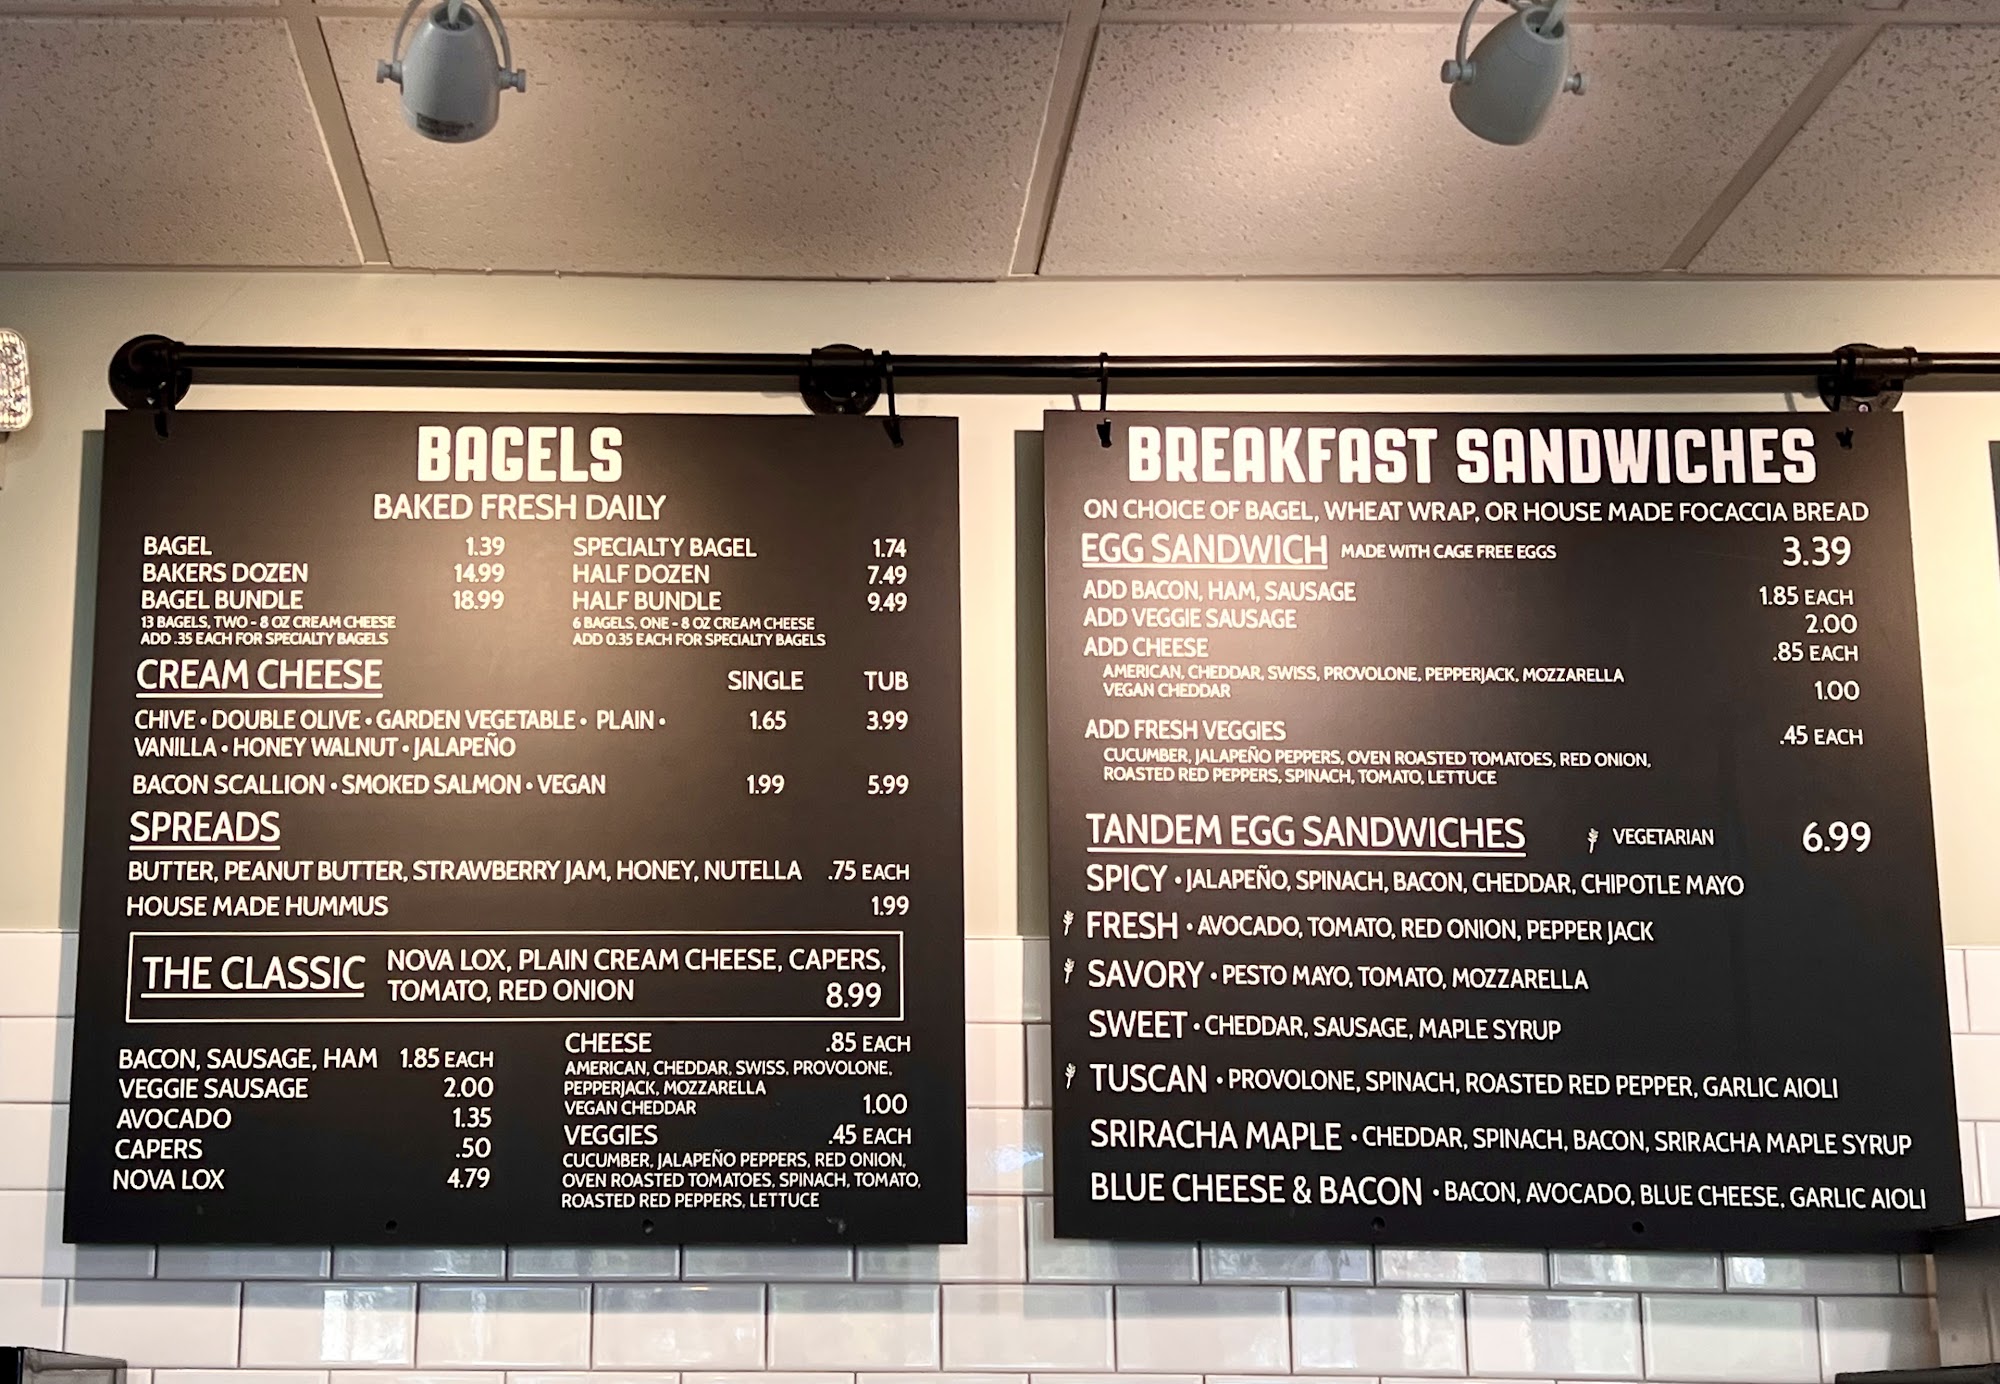 BAGELS
BAKED FRESH DAILY
BAGEL 1.39
BAKERS DOZEN 14.99
BAGEL BUNDLE 18.99
13 BAGELS, TWO - 8 OZ CREAM CHEESE
ADD .35 EACH FOR SPECIALTY BAGELS
SPECIALTY BAGEL 1.74
HALF DOZEN 7.49
HALF BUNDLE 9.49
6 BAGELS, ONE - 8 OZ CREAM CHEESE
ADD 0.35 EACH FOR SPECIALTY BAGELS
CREAM CHEESE SINGLE TUB
CHIVE • DOUBLE OLIVE • GARDEN VEGETABLE • PLAIN • 1.65 3.99
VANILLA • HONEY WALNUT • JALAPEÑO
BACON SCALLION • SMOKED SALMON • VEGAN 1.99 5.99
SPREADS
BUTTER, PEANUT BUTTER, STRAWBERRY JAM, HONEY, NUTELLA .75 EACH
HOUSE MADE HUMMUS 1.99
THE CLASSIC NOVA LOX, PLAIN CREAM CHEESE, CAPERS,
TOMATO, RED ONION 8.99
BACON, SAUSAGE, HAM 1.85 EACH
VEGGIE SAUSAGE 2.00
AVOCADO 1.35
CAPERS .50
NOVA LOX 4.79
CHEESE .85 EACH
AMERICAN, CHEDDAR, SWISS, PROVOLONE,
PEPPERJACK, MOZZARELLA
VEGAN CHEDDAR 1.00
VEGGIES .45 EACH
CUCUMBER, JALAPEÑO PEPPERS, RED ONION,
OVEN ROASTED TOMATOES, SPINACH, TOMATO,
ROASTED RED PEPPERS, LETTUCE
BREAKFAST SANDWICHES
ON CHOICE OF BAGEL, WHEAT WRAP, OR HOUSE MADE FOCACCIA BREAD
EGG SANDWICH MADE WITH CAGE FREE EGGS 3.39
ADD BACON, HAM, SAUSAGE 1.85 EACH
ADD VEGGIE SAUSAGE 2.00
ADD CHEESE .85 EACH
AMERICAN, CHEDDAR, SWISS, PROVOLONE, PEPPERJACK, MOZZARELLA
VEGAN CHEDDAR 1.00
ADD FRESH VEGGIES .45 EACH
CUCUMBER, JALAPEÑO PEPPERS, OVEN ROASTED TOMATOES, RED ONION,
ROASTED RED PEPPERS, SPINACH, TOMATO, LETTUCE
TANDEM EGG SANDWICHES VEGETARIAN 6.99
SPICY • JALAPEÑO, SPINACH, BACON, CHEDDAR, CHIPOTLE MAYO
FRESH • AVOCADO, TOMATO, RED ONION, PEPPER JACK
SAVORY • PESTO MAYO, TOMATO, MOZZARELLA
SWEET • CHEDDAR, SAUSAGE, MAPLE SYRUP
TUSCAN • PROVOLONE, SPINACH, ROASTED RED PEPPER, GARLIC AIOLI
SRIRACHA MAPLE • CHEDDAR, SPINACH, BACON, SRIRACHA MAPLE SYRUP
BLUE CHEESE & BACON • BACON, AVOCADO, BLUE CHEESE, GARLIC AIOLI